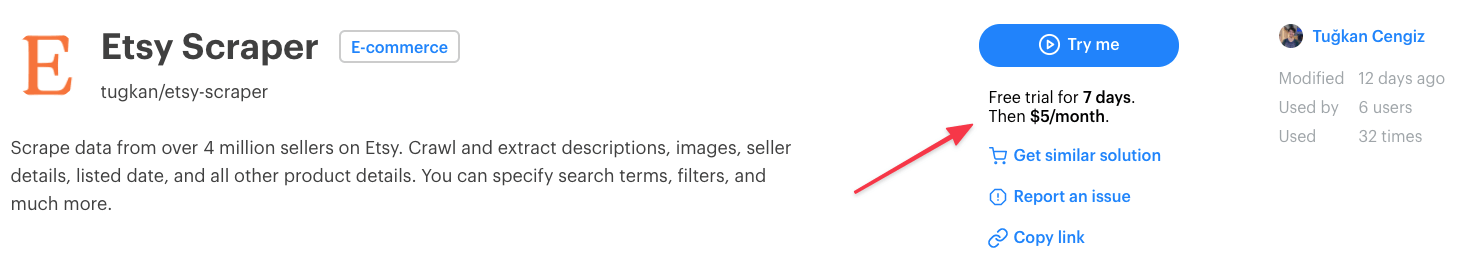 E
Etsy Scraper
E-commerce
tugkan/etsy-scraper
Scrape data from over 4 million sellers on Etsy. Crawl and extract descriptions, images, seller
details, listed date, and all other product details. You can specify search terms, filters, and
much more.
Try me
Free trial for 7 days.
Then $5/month.
Get similar solution
Report an issue
Copy link
Tuğkan Cengiz
Modified 12 days ago
Used by 6 users
Used 32 times